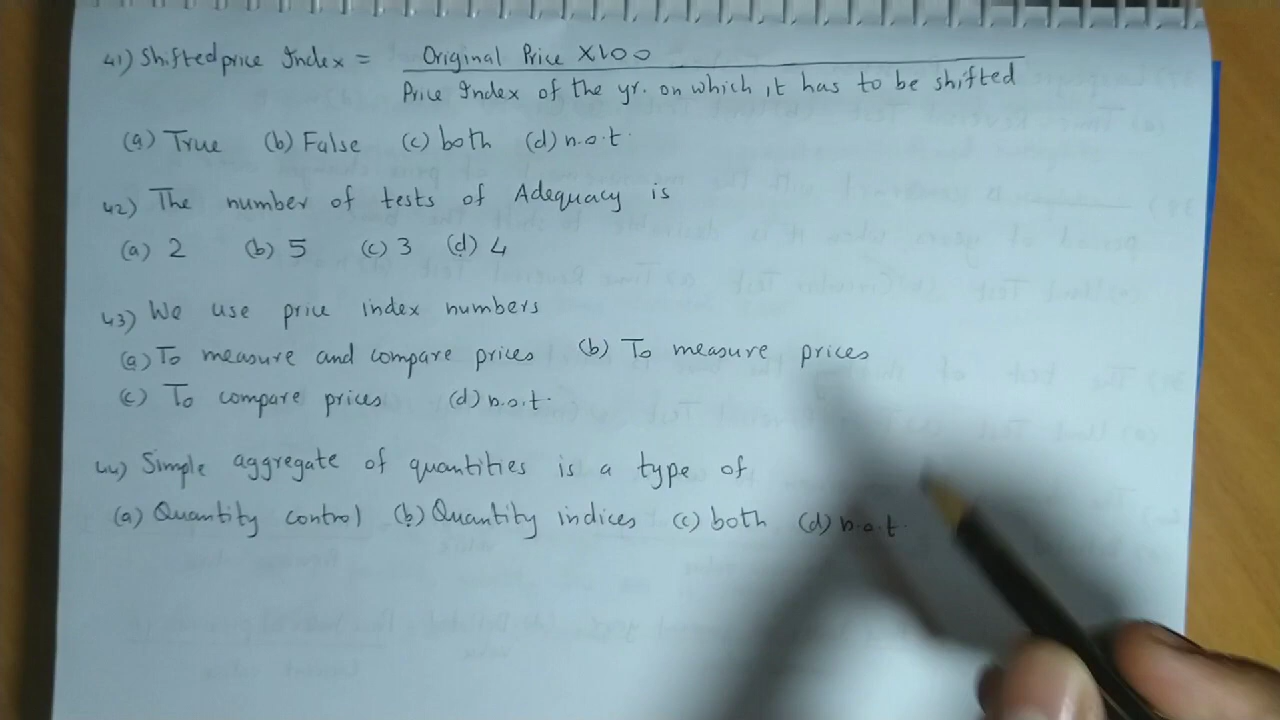 41) Shifted price Index = Original Price X100
Price Index of the yr. on which it has to be shifted
(a) True (b) False (c) both (d) n.o.t.
42) The number of tests of Adequacy is
(a) 2 (b) 5 (c) 3 (d) 4
43) We use price index numbers
(a) To measure and compare prices (b) To measure prices
(c) To compare prices (d) n.o.t.
44) Simple aggregate of quantities is a type of
(a) Quantity control (b) Quantity indices (c) both (d) n.o.t.